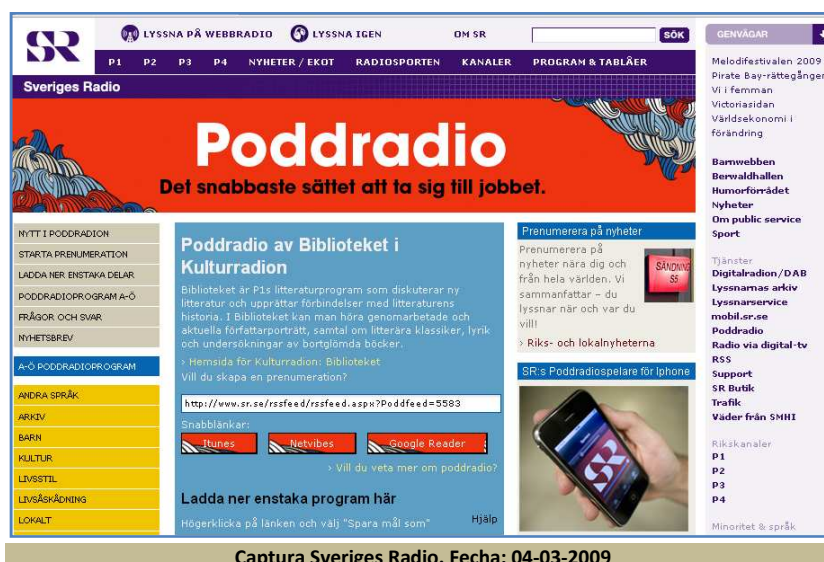 SR
LYSSNA PÅ WEBBRADIO
LYSSNA IGEN
OM SR
SÖK
P1 P2 P3 P4 NYHETER / EKOT RADIOSPORTEN KANALER PROGRAM & TABLÅER
Sveriges Radio
Poddradio
Det snabbaste sättet att ta sig till jobbet.
NYTT I PODDRADION
STARTA PRENUMERATION
LADDA NER ENSTAKA DELAR
PODDRADIOPROGRAM A-Ö
FRÅGOR OCH SVAR
NYHETSBREV
A-Ö PODDRADIOPROGRAM
ANDRA SPRÅK
ARKIV
BARN
KULTUR
LIVSSTIL
LIVSÅSKÅDNING
LOKALT
Poddradio av Biblioteket i
Kulturradion
Biblioteket är P1s litteraturprogram som diskuterar ny
litteratur och upprättar förbindelser med litteraturens
historia. I Biblioteket kan man höra genomarbetade och
aktuella författarporträtt, samtal om litterära klassiker, lyrik
och undersökningar av bortglömda böcker.
› Hemsida för Kulturradion: Biblioteket
Vill du skapa en prenumeration?
http://www.sr.se/rssfeed/rssfeed.aspx?Poddfeed=5583
Snabblänkar:
Itunes
Netvibes
Google Reader
› Vill du veta mer om poddradio?
Ladda ner enstaka program här
Högerklicka på länken och välj "Spara mål som"
Hjälp
Prenumerera på nyheter
Prenumerera på
nyheter nära dig och
från hela världen. Vi
sammanfattar – du
lyssnar när och var du
vill!
SÄNDNING
S5
› Riks- och lokalnyheterna
SR:s Poddradiospelare för Iphone
SR
GENVÄGAR
Melodifestivalen 2009
Pirate Bay-rättegången
Vi i femman
Victoriasidan
Världsekonomi i
förändring
Barnwebben
Berwaldhallen
Humorförrådet
Nyheter
Om public service
Sport
Tjänster
Digitalradion/DAB
Lyssnarnas arkiv
Lyssnarservice
mobil.sr.se
Poddradio
Radio via digital-tv
RSS
Support
SR Butik
Trafik
Väder från SMHI
Rikskanaler
P1
P2
P3
P4
Minoritet & språk
Captura Sveriges Radio. Fecha: 04-03-2009